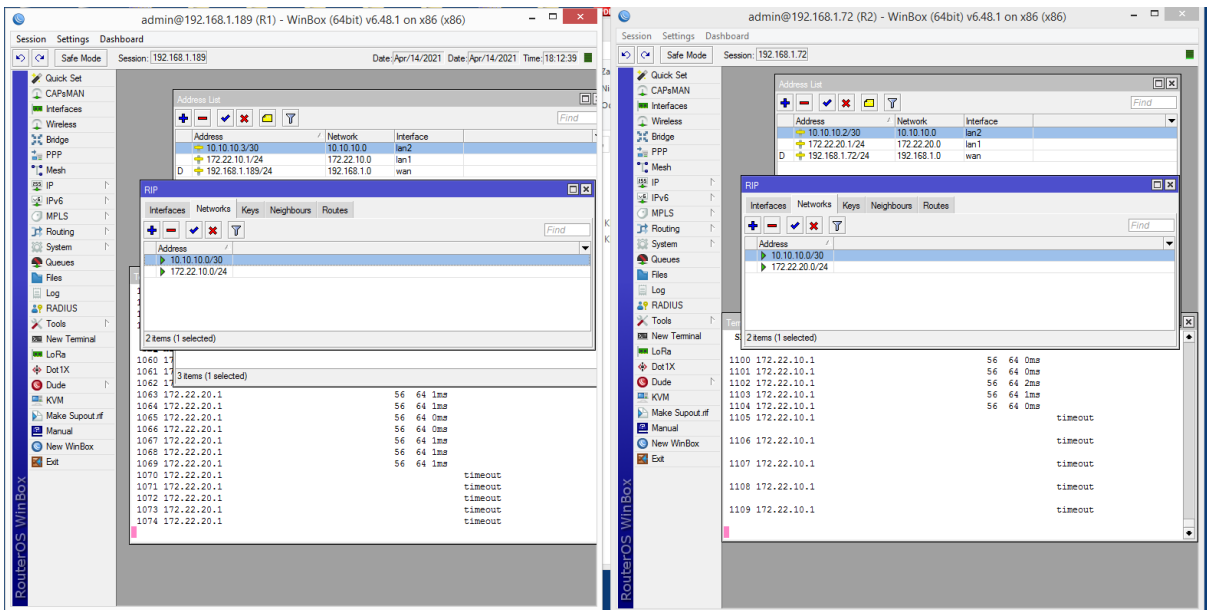 admin@192.168.1.189 (R1) - WinBox (64bit) v6.48.1 on x86 (x86)
Session Settings Dashboard
Safe Mode Session: 192.168.1.189 Date: Apr/14/2021 Date: Apr/14/2021 Time: 18:12:39
Quick Set
CAPsMAN
Interfaces
Wireless
Bridge
PPP
Mesh
IP
IPv6
MPLS
Routing
System
Queues
Files
Log
RADIUS
Tools
New Terminal
LoRa
Dot1X
Dude
KVM
Make Supout.rif
Manual
New WinBox
Exit
RouterOS WinBox
Address List
Find
Address Network Interface
10.10.10.3/30 10.10.10.0 lan2
172.22.10.1/24 172.22.10.0 lan1
D 192.168.1.189/24 192.168.1.0 wan
RIP
Interfaces Networks Keys Neighbours Routes
Find
Address
10.10.10.0/30
172.22.10.0/24
2 items (1 selected)
3 items (1 selected)
1060 17
1061 17
1062 17
1063 172.22.20.1 56 64 1ms
1064 172.22.20.1 56 64 1ms
1065 172.22.20.1 56 64 0ms
1066 172.22.20.1 56 64 0ms
1067 172.22.20.1 56 64 1ms
1068 172.22.20.1 56 64 1ms
1069 172.22.20.1 56 64 1ms
1070 172.22.20.1 timeout
1071 172.22.20.1 timeout
1072 172.22.20.1 timeout
1073 172.22.20.1 timeout
1074 172.22.20.1 timeout
admin@192.168.1.72 (R2) - WinBox (64bit) v6.48.1 on x86 (x86)
Session Settings Dashboard
Safe Mode Session: 192.168.1.72
Quick Set
CAPsMAN
Interfaces
Wireless
Bridge
PPP
Mesh
IP
IPv6
MPLS
Routing
System
Queues
Files
Log
RADIUS
Tools
New Terminal
LoRa
Dot1X
Dude
KVM
Make Supout.rif
Manual
New WinBox
Exit
RouterOS WinBox
Address List
Find
Address Network Interface
10.10.10.2/30 10.10.10.0 lan2
172.22.20.1/24 172.22.20.0 lan1
D 192.168.1.72/24 192.168.1.0 wan
RIP
Interfaces Networks Keys Neighbours Routes
Find
Address
10.10.10.0/30
172.22.20.0/24
2 items (1 selected)
1100 172.22.10.1 56 64 0ms
1101 172.22.10.1 56 64 0ms
1102 172.22.10.1 56 64 2ms
1103 172.22.10.1 56 64 2ms
1104 172.22.10.1 56 64 0ms
1105 172.22.10.1 timeout
1106 172.22.10.1 timeout
1107 172.22.10.1 timeout
1108 172.22.10.1 timeout
1109 172.22.10.1 timeout